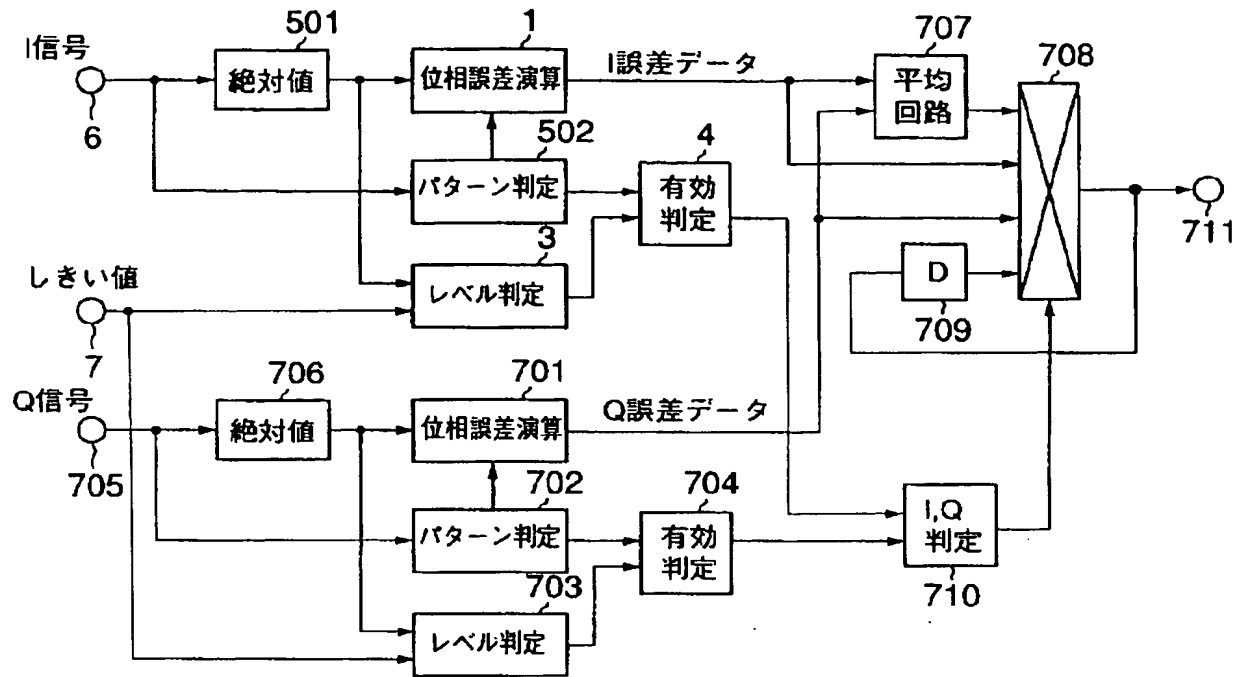 I信号
6
501
絶対値
1
位相誤差演算
I誤差データ
502
パターン判定
4
有効
判定
3
レベル判定
707
平均
回路
708
711
D
709
しきい値
7
Q信号
705
706
絶対値
701
位相誤差演算
Q誤差データ
702
パターン判定
704
有効
判定
703
レベル判定
I,Q
判定
710